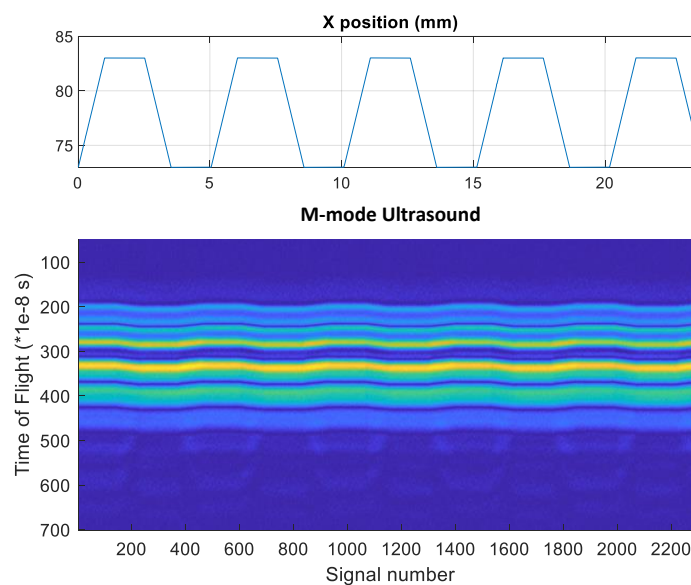 X position (mm)
85
80
75
0 5 10 15 20
M-mode Ultrasound
Time of Flight (*1e-8 s)
100
200
300
400
500
600
700
200 400 600 800 1000 1200 1400 1600 1800 2000 2200
Signal number